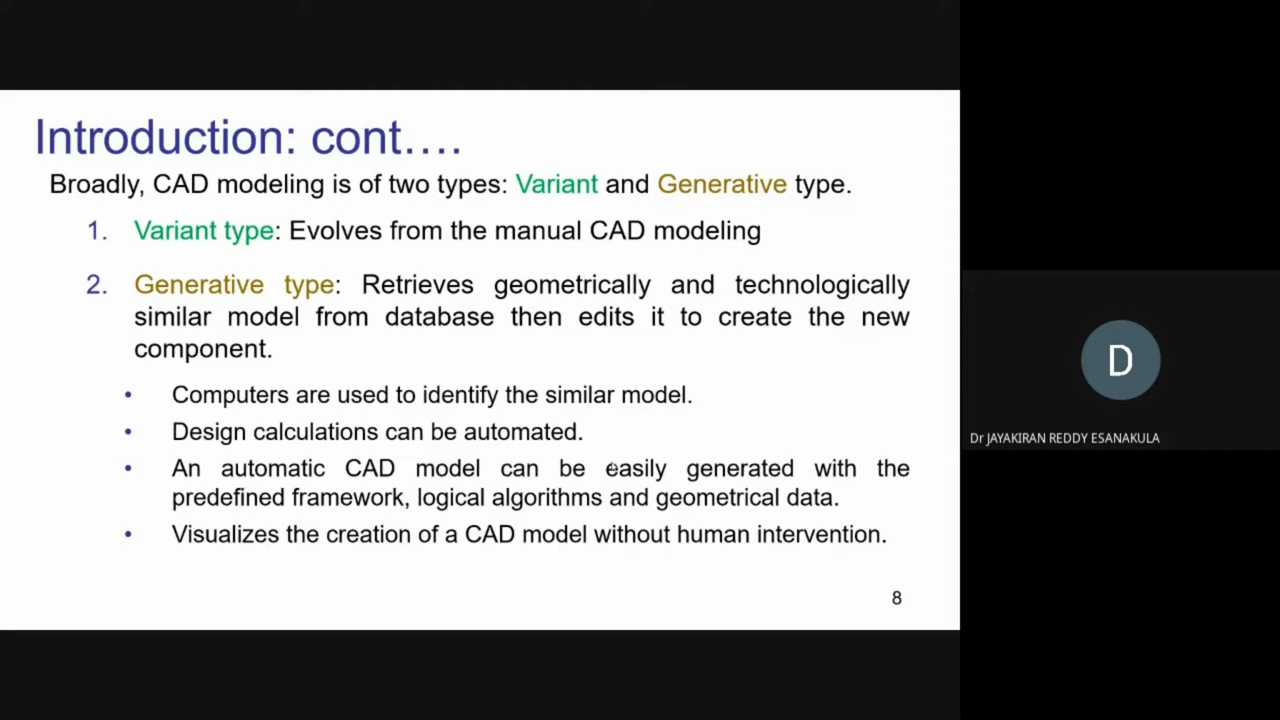 Introduction: cont….
Broadly, CAD modeling is of two types: Variant and Generative type.
1. Variant type: Evolves from the manual CAD modeling
2. Generative type: Retrieves geometrically and technologically
similar model from database then edits it to create the new
component.
• Computers are used to identify the similar model.
• Design calculations can be automated.
• An automatic CAD model can be easily generated with the
predefined framework, logical algorithms and geometrical data.
• Visualizes the creation of a CAD model without human intervention.
8
D
Dr JAYAKIRAN REDDY ESANAKULA